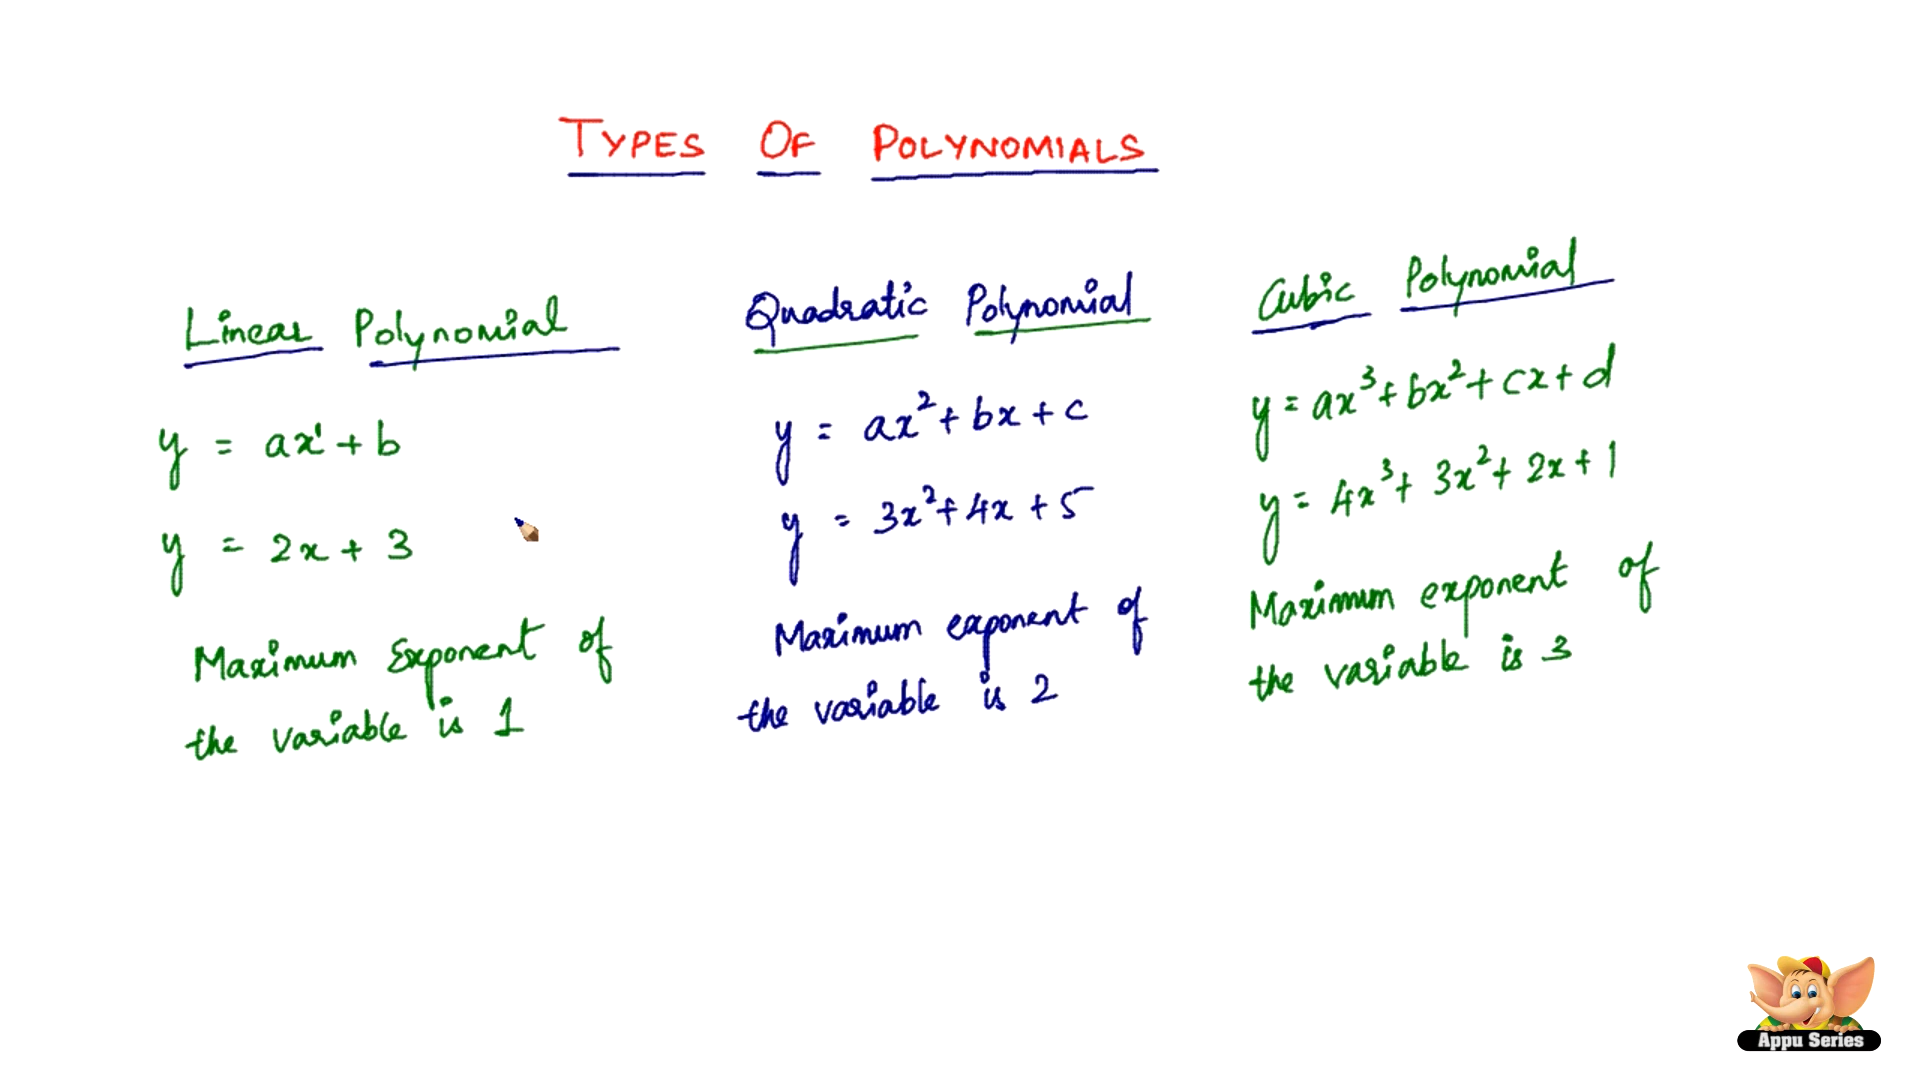 TYPES OF POLYNOMIALS
Linear Polynomial
y = ax¹ + b
y = 2x + 3
Maximum Exponent of
the variable is 1
Quadratic Polynomial
y = ax² + bx + c
y = 3x² + 4x + 5
Maximum exponent of
the variable is 2
Cubic Polynomial
y = ax³ + bx² + cx + d
y = 4x³ + 3x² + 2x + 1
Maximum exponent of
the variable is 3
Appu Series